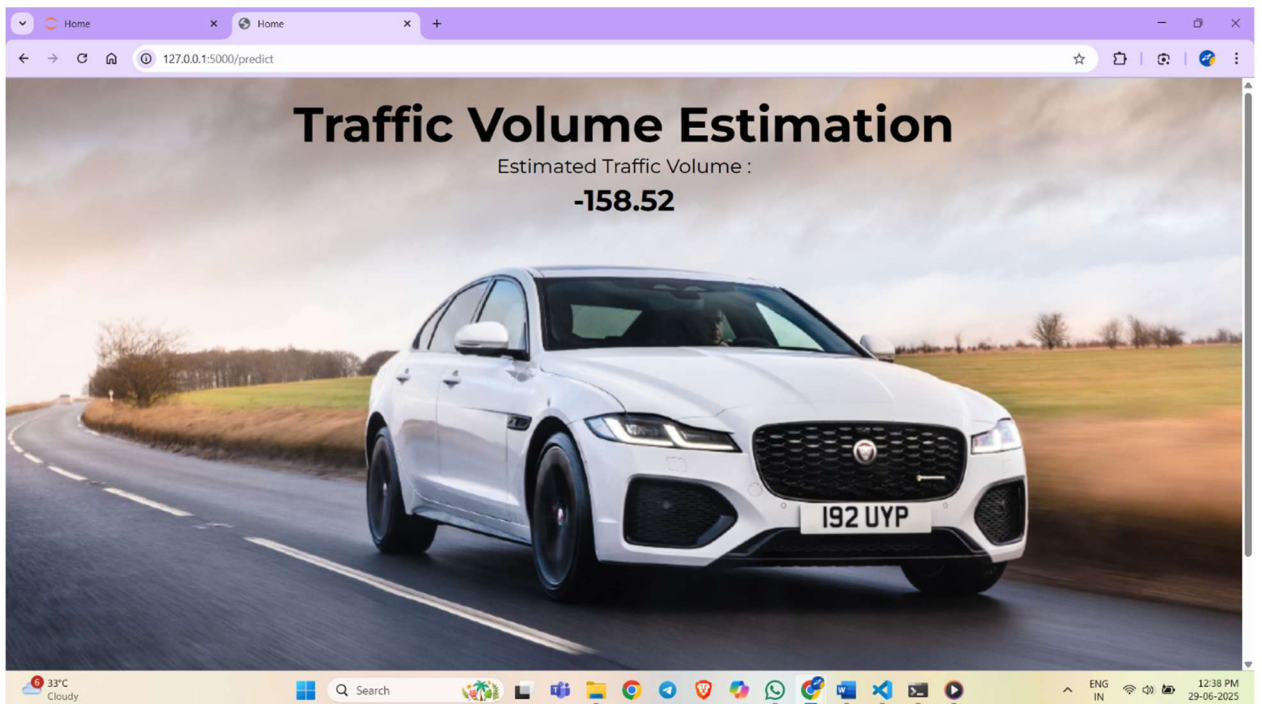 Home
Home
127.0.0.1:5000/predict
Traffic Volume Estimation
Estimated Traffic Volume :
-158.52
192 UYP
6
33°C
Cloudy
Search
ENG
IN
12:38 PM
29-06-2025